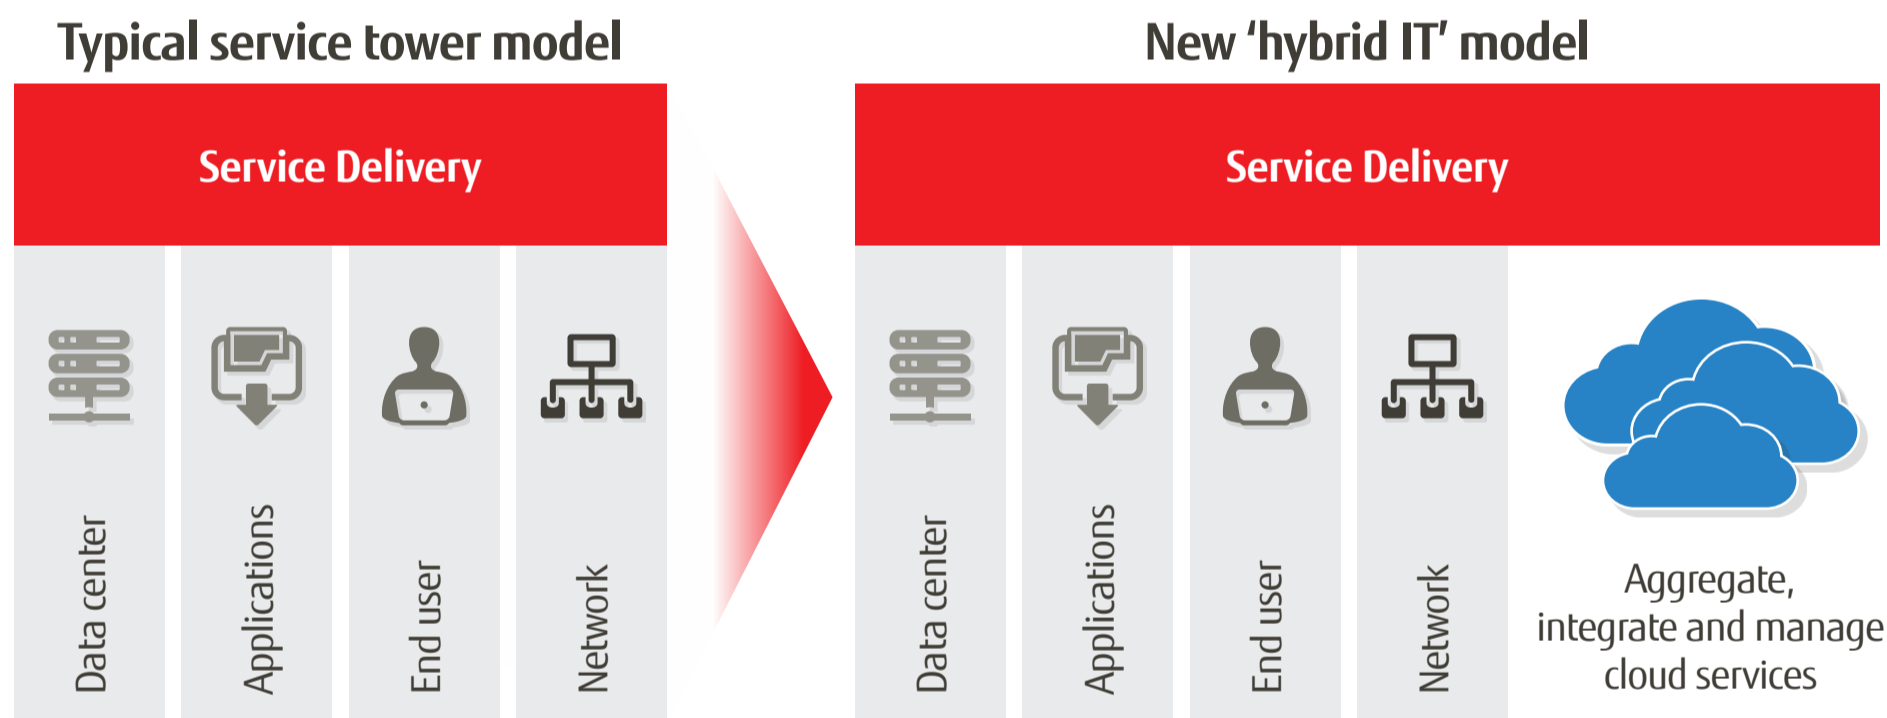 Typical service tower model
Service Delivery
Data center
Applications
End user
Network
New ‘hybrid IT’ model
Service Delivery
Data center
Applications
End user
Network
Aggregate,
integrate and manage
cloud services